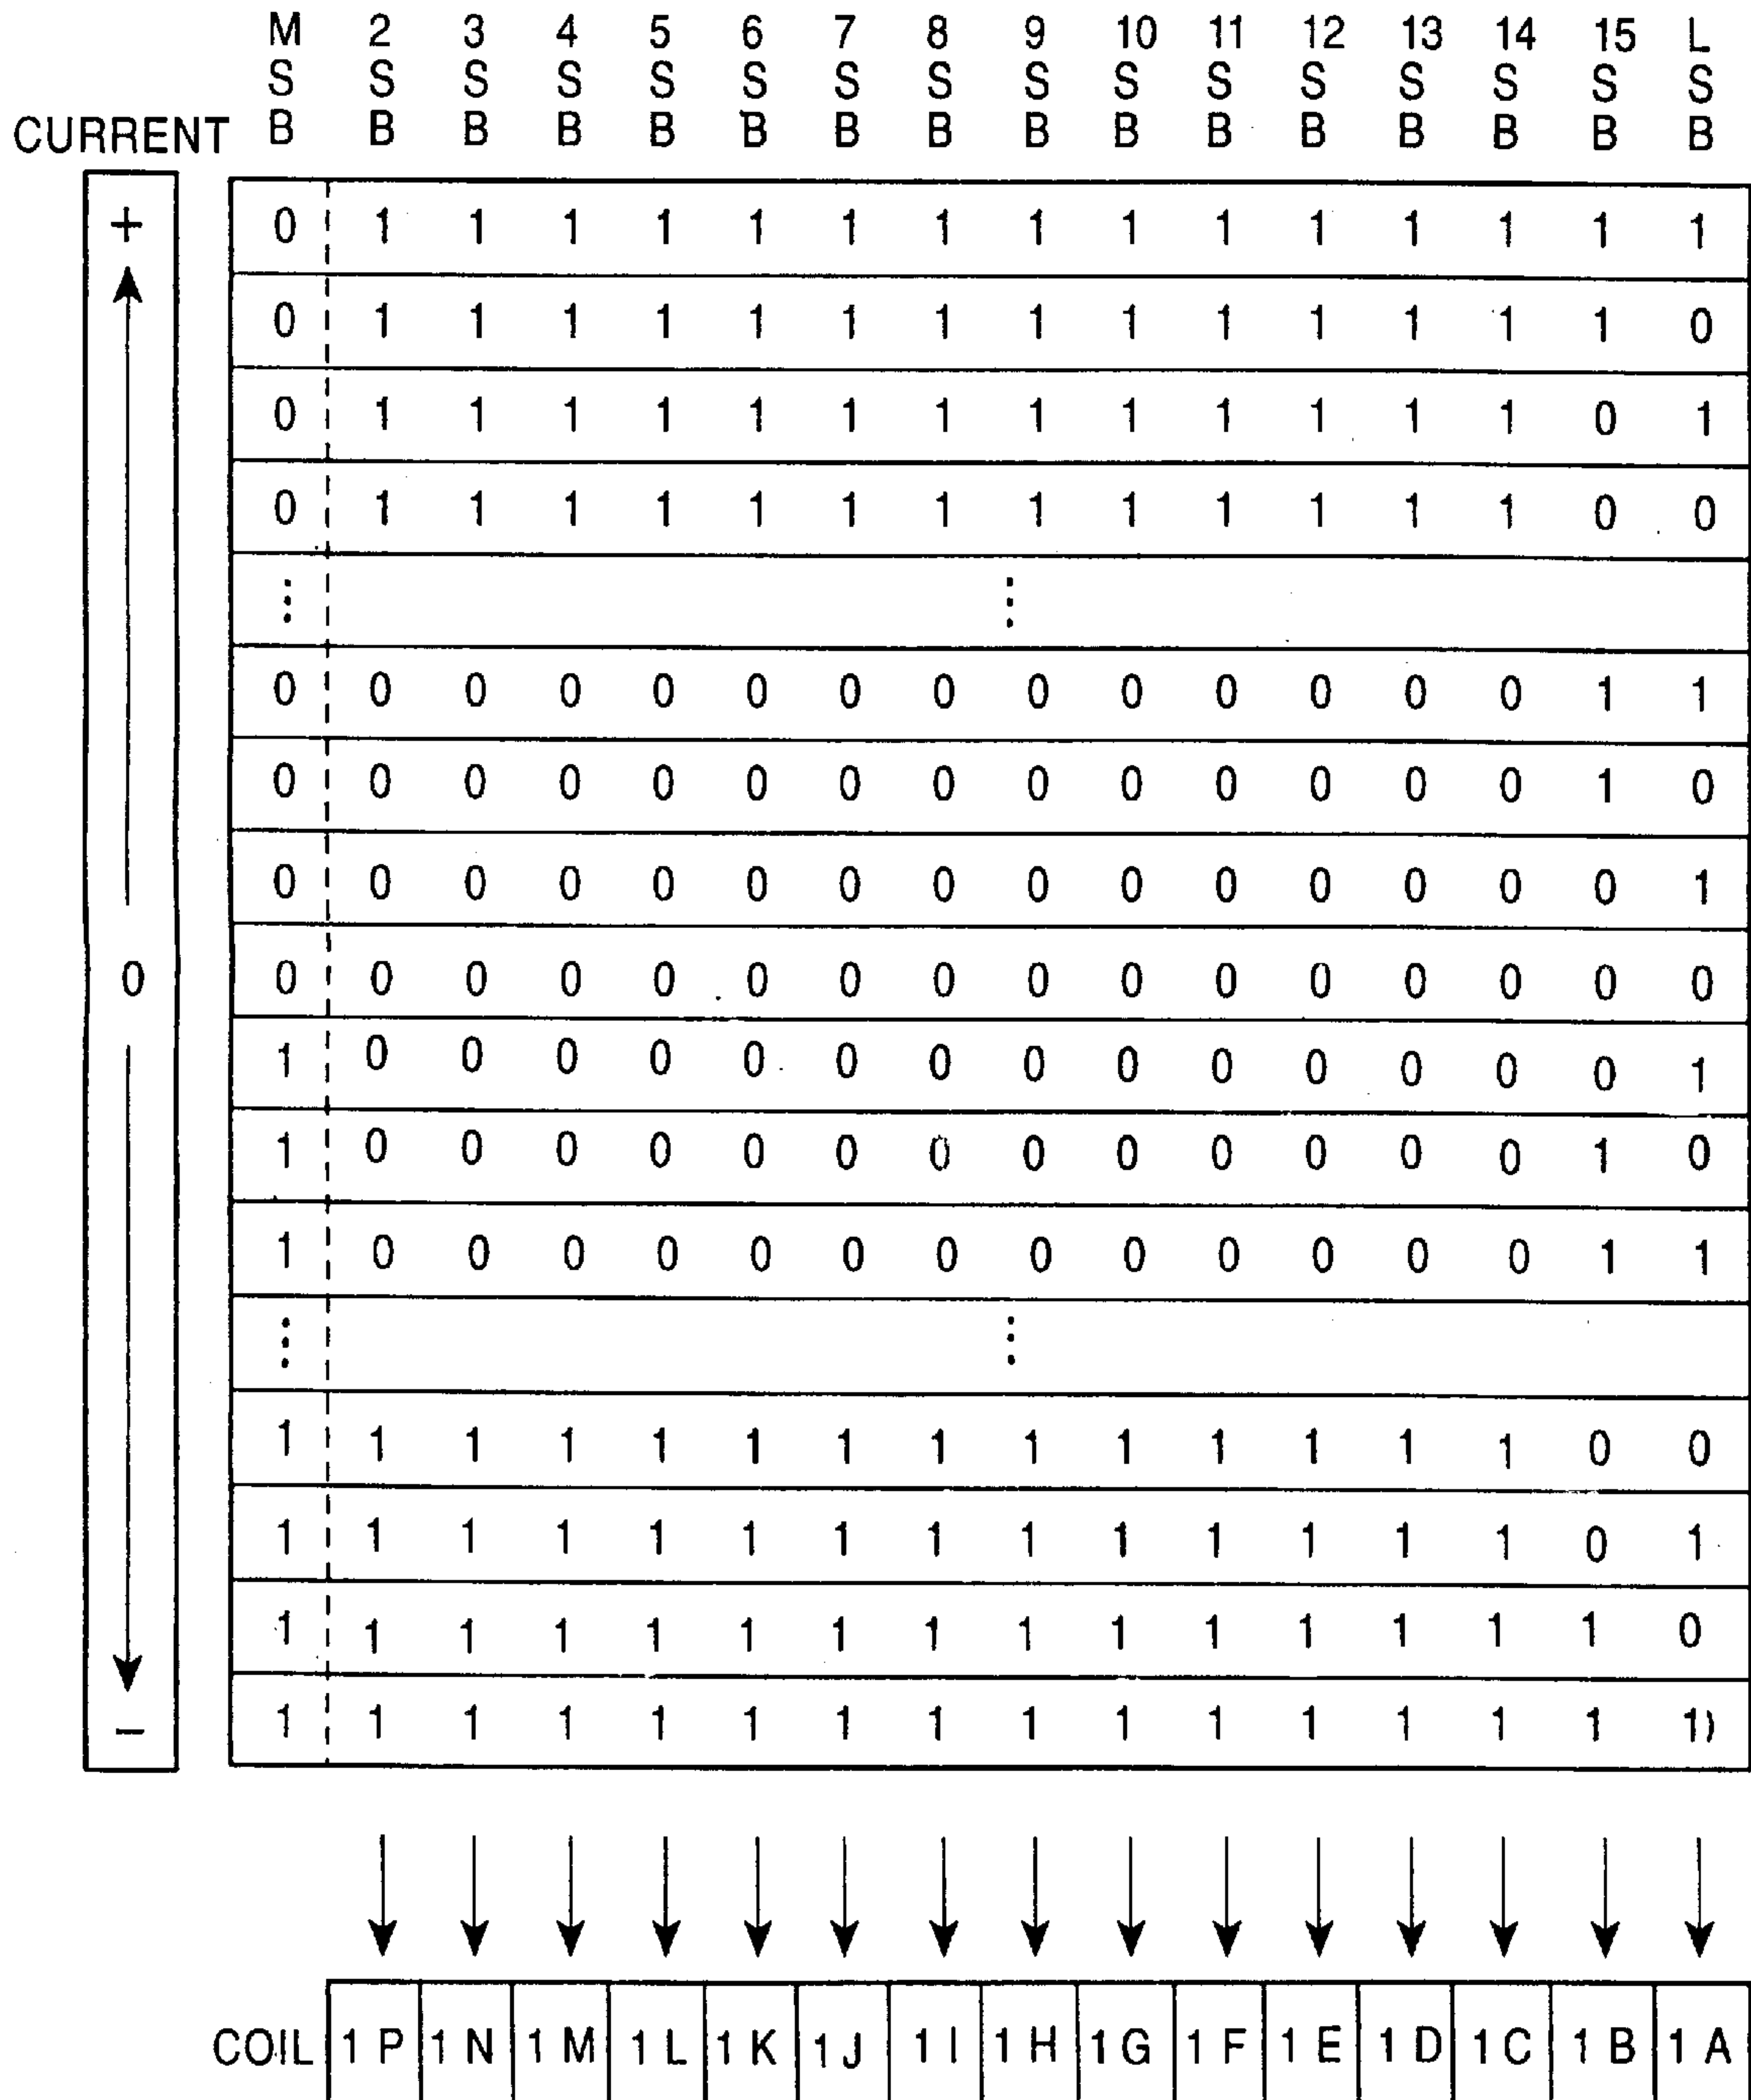 M 2 3 4 5 6 7 8 9 10 11 12 13 14 15 L
S S S S S S S S S S S S S S S S
CURRENT B B B B B B B B B B B B B B B B
+ 0 1 1 1 1 1 1 1 1 1 1 1 1 1 1 1
0 1 1 1 1 1 1 1 1 1 1 1 1 1 1 0
0 1 1 1 1 1 1 1 1 1 1 1 1 1 0 1
0 1 1 1 1 1 1 1 1 1 1 1 1 1 0 0
⋮ ⋮
0 0 0 0 0 0 0 0 0 0 0 0 0 0 1 1
0 0 0 0 0 0 0 0 0 0 0 0 0 0 1 0
0 0 0 0 0 0 0 0 0 0 0 0 0 0 0 1
0 0 0 0 0 0 0 0 0 0 0 0 0 0 0 0 0
1 0 0 0 0 0 0 0 0 0 0 0 0 0 0 1
1 0 0 0 0 0 0 0 0 0 0 0 0 0 1 0
1 0 0 0 0 0 0 0 0 0 0 0 0 0 1 1
⋮ ⋮
1 1 1 1 1 1 1 1 1 1 1 1 1 1 0 0
1 1 1 1 1 1 1 1 1 1 1 1 1 1 0 1
1 1 1 1 1 1 1 1 1 1 1 1 1 1 1 0
− 1 1 1 1 1 1 1 1 1 1 1 1 1 1 1 1)
COIL 1 P 1 N 1 M 1 L 1 K 1 J 1 I 1 H 1 G 1 F 1 E 1 D 1 C 1 B 1 A